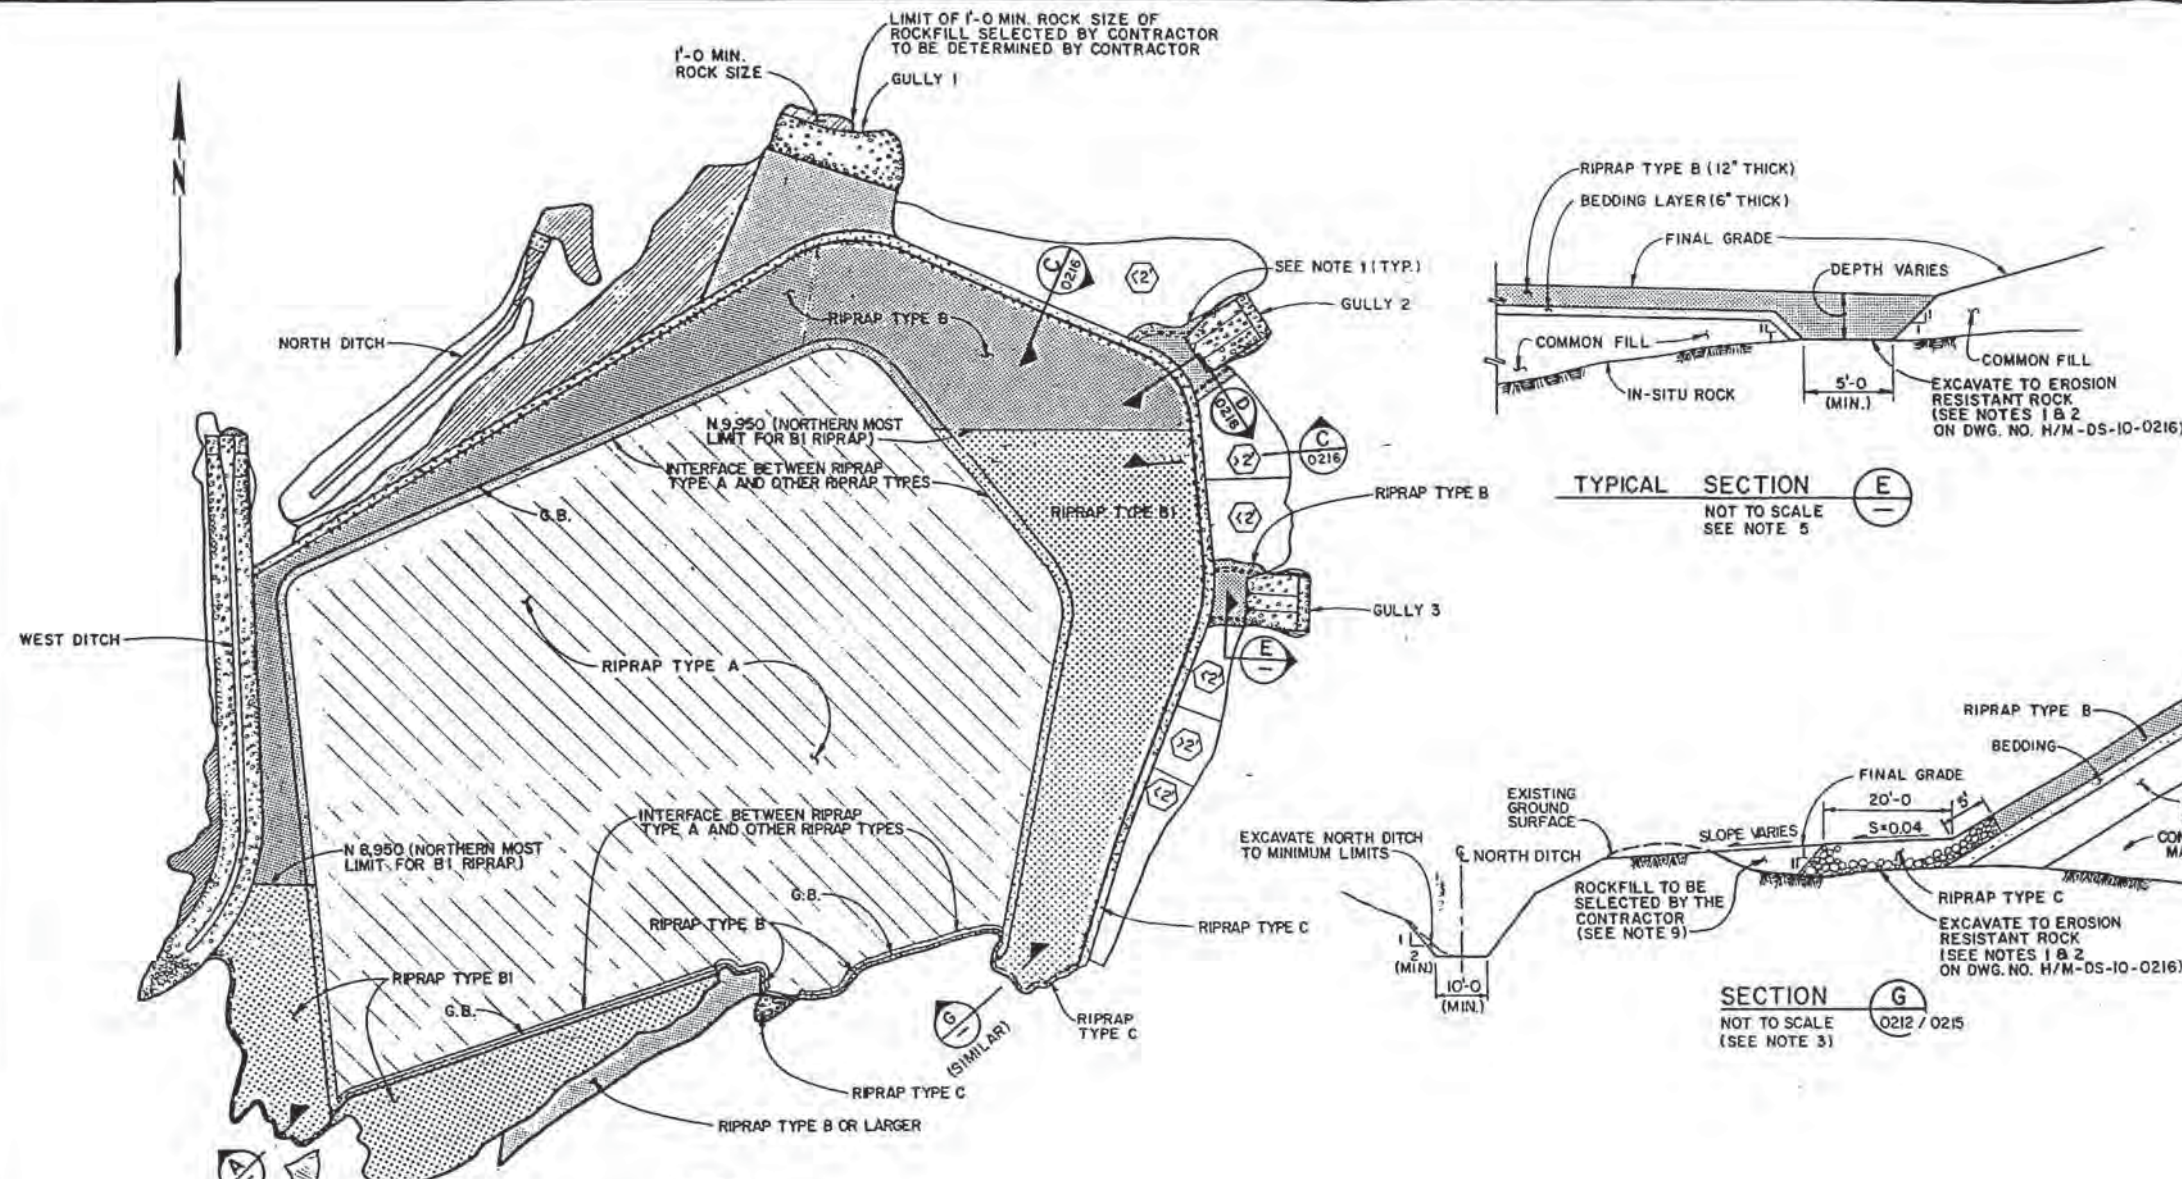 LIMIT OF 1'-0 MIN. ROCK SIZE OF
ROCKFILL SELECTED BY CONTRACTOR
TO BE DETERMINED BY CONTRACTOR
1'-0 MIN.
ROCK SIZE
GULLY 1
N
C
0216
<2'
SEE NOTE 1 (TYP.)
GULLY 2
NORTH DITCH
RIPRAP TYPE B
D
0216
N 9,950 (NORTHERN MOST
LIMIT FOR B1 RIPRAP)
>2'
C
0216
INTERFACE BETWEEN RIPRAP
TYPE A AND OTHER RIPRAP TYPES
RIPRAP TYPE B
G.B.
RIPRAP TYPE B1
<2'
GULLY 3
WEST DITCH
RIPRAP TYPE A
E
<2'
>2'
<2'
INTERFACE BETWEEN RIPRAP
TYPE A AND OTHER RIPRAP TYPES
N 8,950 (NORTHERN MOST
LIMIT FOR B1 RIPRAP)
G.B.
RIPRAP TYPE B
RIPRAP TYPE C
RIPRAP TYPE B1
G.B.
G
(SIMILAR)
RIPRAP
TYPE C
RIPRAP TYPE C
RIPRAP TYPE B OR LARGER
A
RIPRAP TYPE B (12" THICK)
BEDDING LAYER (6" THICK)
FINAL GRADE
DEPTH VARIES
1
1
1
1
COMMON FILL
COMMON FILL
IN-SITU ROCK
5'-0
(MIN.)
EXCAVATE TO EROSION
RESISTANT ROCK
(SEE NOTES 1 & 2
ON DWG. NO. H/M-DS-10-0216)
TYPICAL SECTION E
NOT TO SCALE
SEE NOTE 5
RIPRAP TYPE B
BEDDING
FINAL GRADE
20'-0
5'
EXISTING
GROUND
SURFACE
SLOPE VARIES
S=0.04
EXCAVATE NORTH DITCH
TO MINIMUM LIMITS
℄ NORTH DITCH
ROCKFILL TO BE
SELECTED BY THE
CONTRACTOR
(SEE NOTE 9)
RIPRAP TYPE C
EXCAVATE TO EROSION
RESISTANT ROCK
(SEE NOTES 1 & 2
ON DWG. NO. H/M-DS-10-0216)
1
2
(MIN)
10'-0
(MIN.)
SECTION G
NOT TO SCALE
(SEE NOTE 3)
0212 / 0215